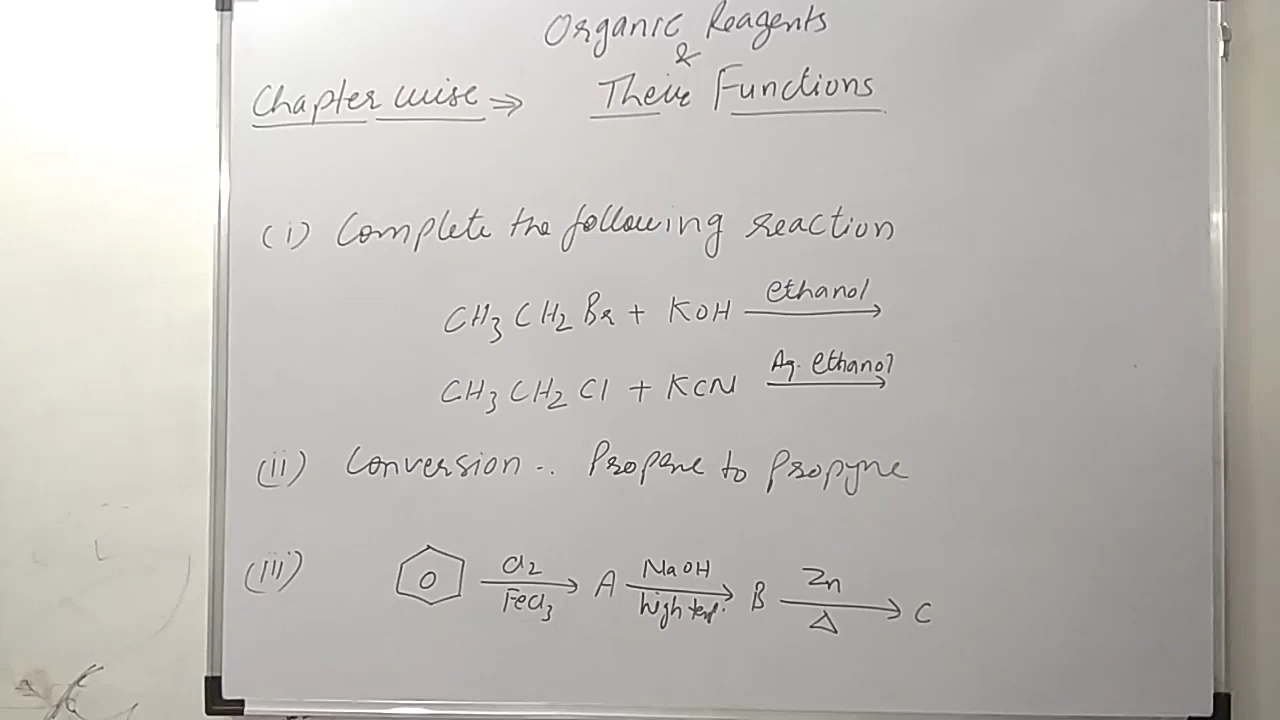 Organic Reagents
&
Chapter wise ⇒ Their Functions
(i) Complete the following reaction
CH3 CH2 Br + KOH ethanol →
CH3 CH2 Cl + KCN Aq. ethanol →
(ii) Conversion .. Propane to propyne
(iii) Cl2 / FeCl3 → A NaOH / high temp. → B Zn / Δ → C